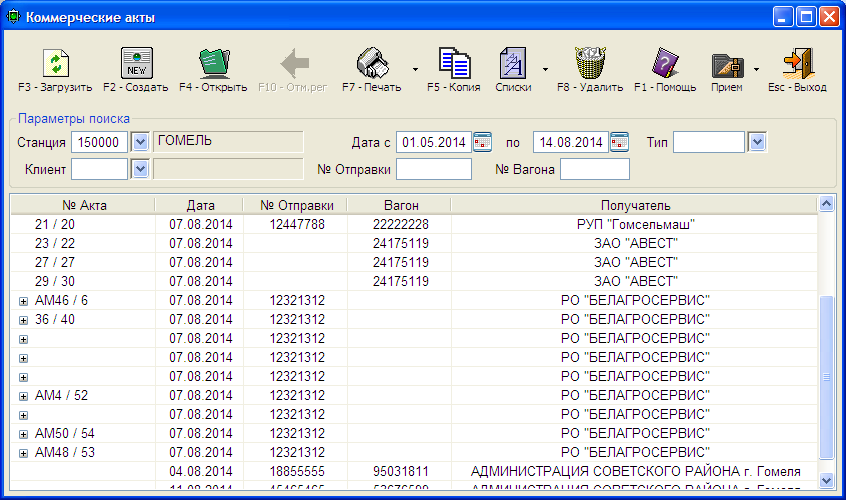 Коммерческие акты
NEW
F3 - Загрузить F2 - Создать F4 - Открыть F10 - Отм.рег F7 - Печать F5 - Копия Списки F8 - Удалить F1 - Помощь Прием Esc - Выход
Параметры поиска
Станция 150000 ГОМЕЛЬ Дата с 01.05.2014 по 14.08.2014 Тип
Клиент № Отправки № Вагона
№ Акта Дата № Отправки Вагон Получатель
21 / 20 07.08.2014 12447788 22222228 РУП "Гомсельмаш"
23 / 22 07.08.2014 24175119 ЗАО "АВЕСТ"
27 / 27 07.08.2014 24175119 ЗАО "АВЕСТ"
29 / 30 07.08.2014 24175119 ЗАО "АВЕСТ"
АМ46 / 6 07.08.2014 12321312 РО "БЕЛАГРОСЕРВИС"
36 / 40 07.08.2014 12321312 РО "БЕЛАГРОСЕРВИС"
07.08.2014 12321312 РО "БЕЛАГРОСЕРВИС"
07.08.2014 12321312 РО "БЕЛАГРОСЕРВИС"
07.08.2014 12321312 РО "БЕЛАГРОСЕРВИС"
АМ4 / 52 07.08.2014 12321312 РО "БЕЛАГРОСЕРВИС"
07.08.2014 12321312 РО "БЕЛАГРОСЕРВИС"
АМ50 / 54 07.08.2014 12321312 РО "БЕЛАГРОСЕРВИС"
АМ48 / 53 07.08.2014 12321312 РО "БЕЛАГРОСЕРВИС"
04.08.2014 18855555 95031811 АДМИНИСТРАЦИЯ СОВЕТСКОГО РАЙОНА г. Гомеля
11.08.2014 АДМИНИСТРАЦИЯ СОВЕТСКОГО РАЙОНА г. Гомеля